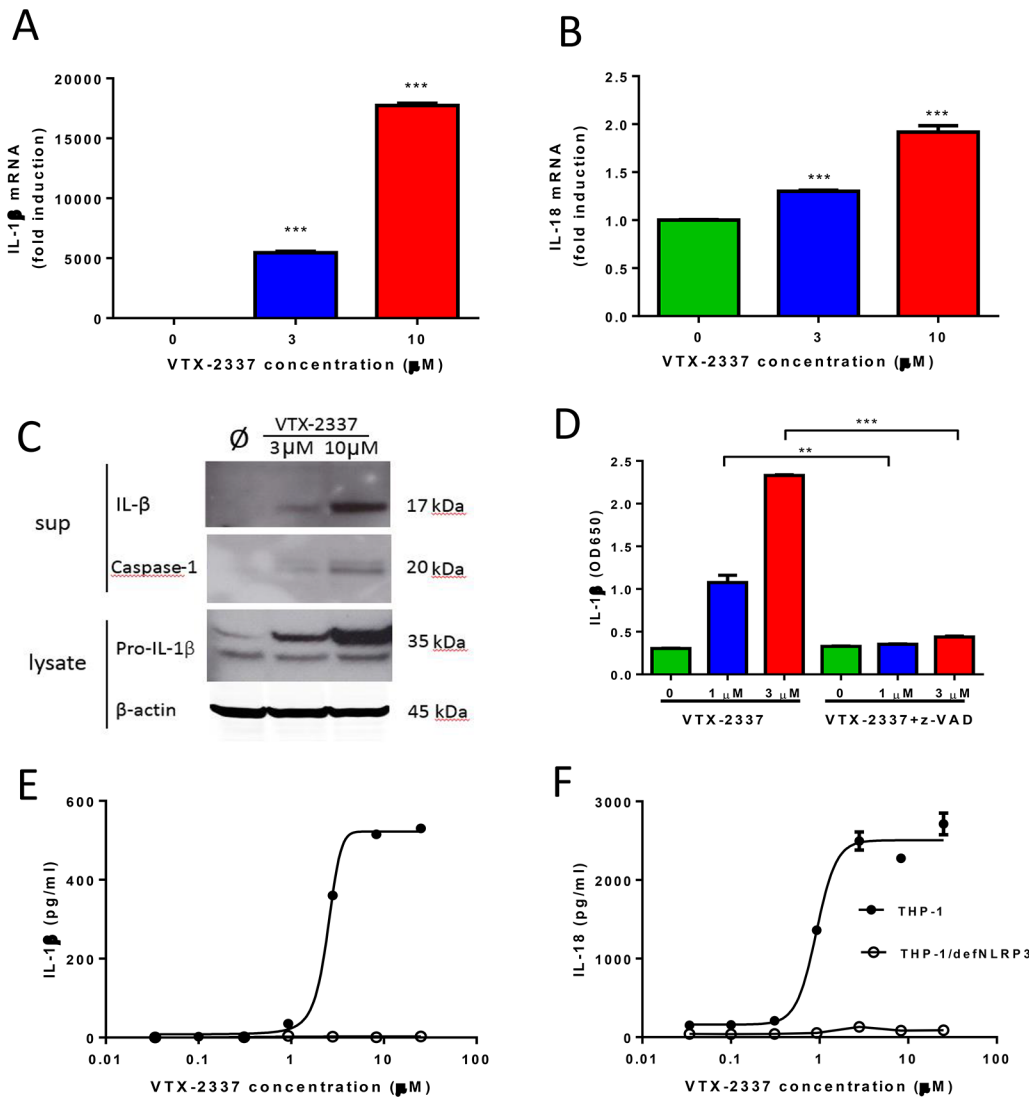 A
IL-1β mRNA
(fold induction)
20000
15000
10000
5000
0
***
***
0 3 10
VTX-2337 concentration (μM)
B
IL-18 mRNA
(fold induction)
2.5
2.0
1.5
1.0
0.5
0.0
***
***
0 3 10
VTX-2337 concentration (μM)
C
Ø
VTX-2337
3μM 10μM
sup
IL-β
17 kDa
Caspase-1
20 kDa
lysate
Pro-IL-1β
35 kDa
β-actin
45 kDa
D
IL-1β (OD650)
2.5
2.0
1.5
1.0
0.5
0.0
***
**
0 1 μM 3 μM 0 1 μM 3 μM
VTX-2337 VTX-2337+z-VAD
E
IL-1β (pg/ml)
600
400
200
0
0.01 0.1 1 10 100
VTX-2337 concentration (μM)
F
IL-18 (pg/ml)
3000
2000
1000
0
THP-1
THP-1/defNLRP3
0.01 0.1 1 10 100
VTX-2337 concentration (μM)